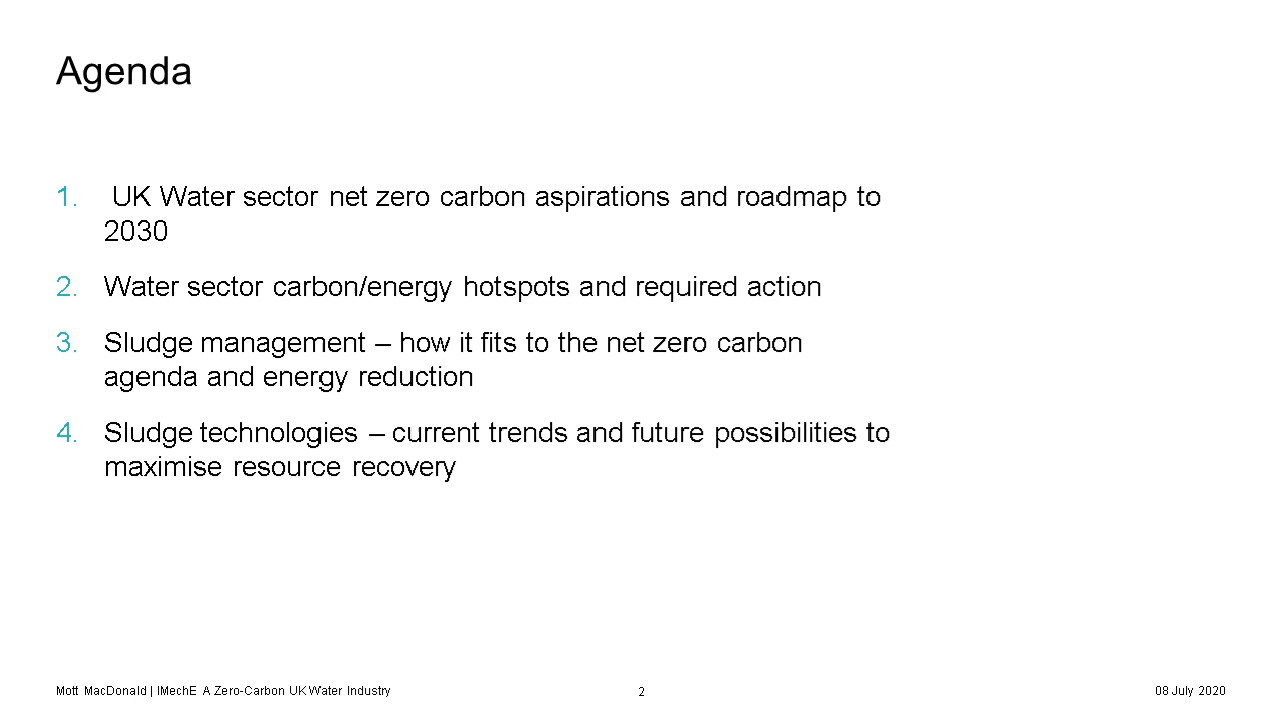 Agenda
1. UK Water sector net zero carbon aspirations and roadmap to
2030
2. Water sector carbon/energy hotspots and required action
3. Sludge management – how it fits to the net zero carbon
agenda and energy reduction
4. Sludge technologies – current trends and future possibilities to
maximise resource recovery
Mott MacDonald | IMechE A Zero-Carbon UK Water Industry
2
08 July 2020